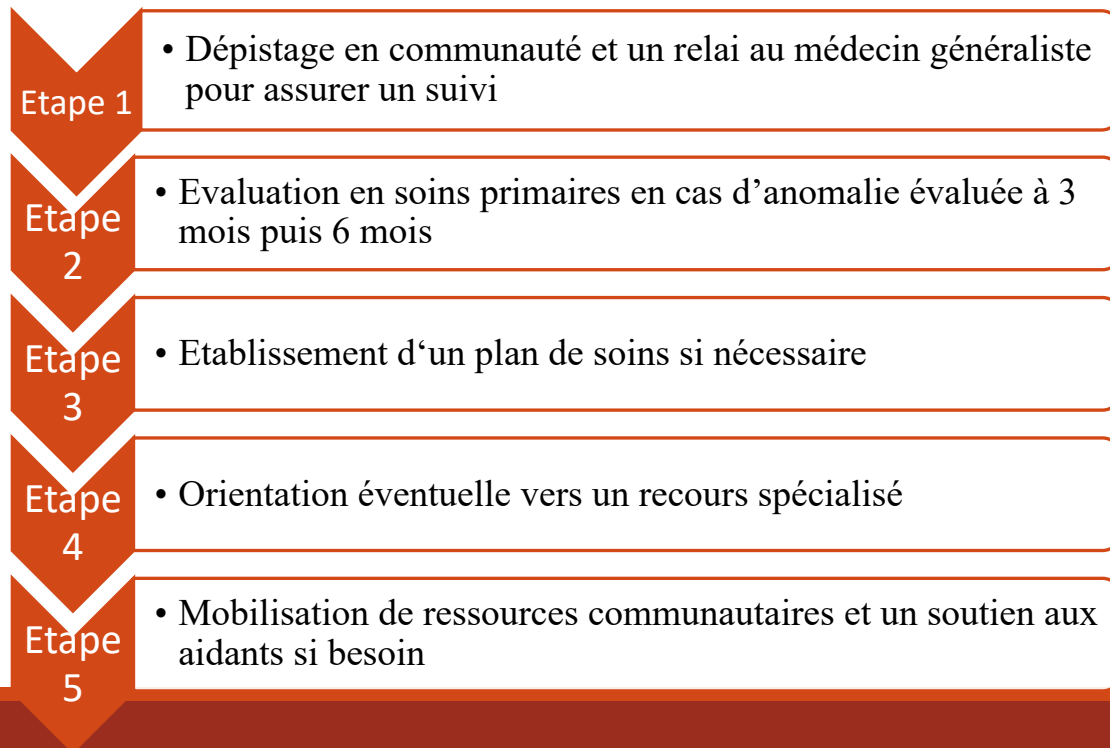 Etape 1
• Dépistage en communauté et un relai au médecin généraliste
pour assurer un suivi
Etape
2
• Evaluation en soins primaires en cas d’anomalie évaluée à 3
mois puis 6 mois
Etape
3
• Etablissement d‘un plan de soins si nécessaire
Etape
4
• Orientation éventuelle vers un recours spécialisé
Etape
5
• Mobilisation de ressources communautaires et un soutien aux
aidants si besoin